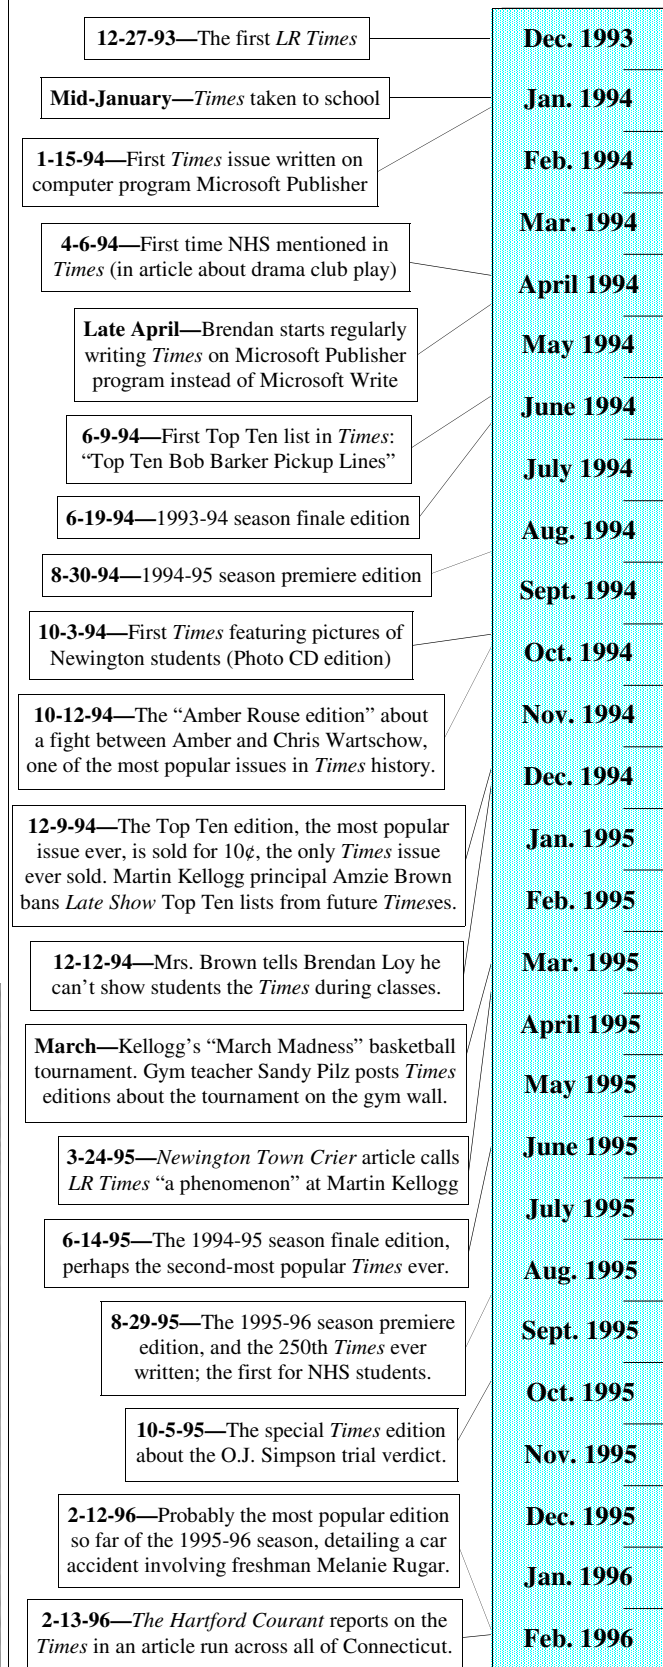 12-27-93—The first LR Times
Dec. 1993
Mid-January—Times taken to school
Jan. 1994
1-15-94—First Times issue written on
computer program Microsoft Publisher
Feb. 1994
Mar. 1994
4-6-94—First time NHS mentioned in
Times (in article about drama club play)
April 1994
Late April—Brendan starts regularly
writing Times on Microsoft Publisher
program instead of Microsoft Write
May 1994
June 1994
6-9-94—First Top Ten list in Times:
“Top Ten Bob Barker Pickup Lines”
July 1994
6-19-94—1993-94 season finale edition
Aug. 1994
8-30-94—1994-95 season premiere edition
Sept. 1994
10-3-94—First Times featuring pictures of
Newington students (Photo CD edition)
Oct. 1994
10-12-94—The “Amber Rouse edition” about
a fight between Amber and Chris Wartschow,
one of the most popular issues in Times history.
Nov. 1994
Dec. 1994
12-9-94—The Top Ten edition, the most popular
issue ever, is sold for 10¢, the only Times issue
ever sold. Martin Kellogg principal Amzie Brown
bans Late Show Top Ten lists from future Timeses.
Jan. 1995
Feb. 1995
12-12-94—Mrs. Brown tells Brendan Loy he
can’t show students the Times during classes.
Mar. 1995
March—Kellogg’s “March Madness” basketball
tournament. Gym teacher Sandy Pilz posts Times
editions about the tournament on the gym wall.
April 1995
May 1995
3-24-95—Newington Town Crier article calls
LR Times “a phenomenon” at Martin Kellogg
June 1995
July 1995
6-14-95—The 1994-95 season finale edition,
perhaps the second-most popular Times ever.
Aug. 1995
8-29-95—The 1995-96 season premiere
edition, and the 250th Times ever
written; the first for NHS students.
Sept. 1995
Oct. 1995
10-5-95—The special Times edition
about the O.J. Simpson trial verdict.
Nov. 1995
2-12-96—Probably the most popular edition
so far of the 1995-96 season, detailing a car
accident involving freshman Melanie Rugar.
Dec. 1995
Jan. 1996
2-13-96—The Hartford Courant reports on the
Times in an article run across all of Connecticut.
Feb. 1996